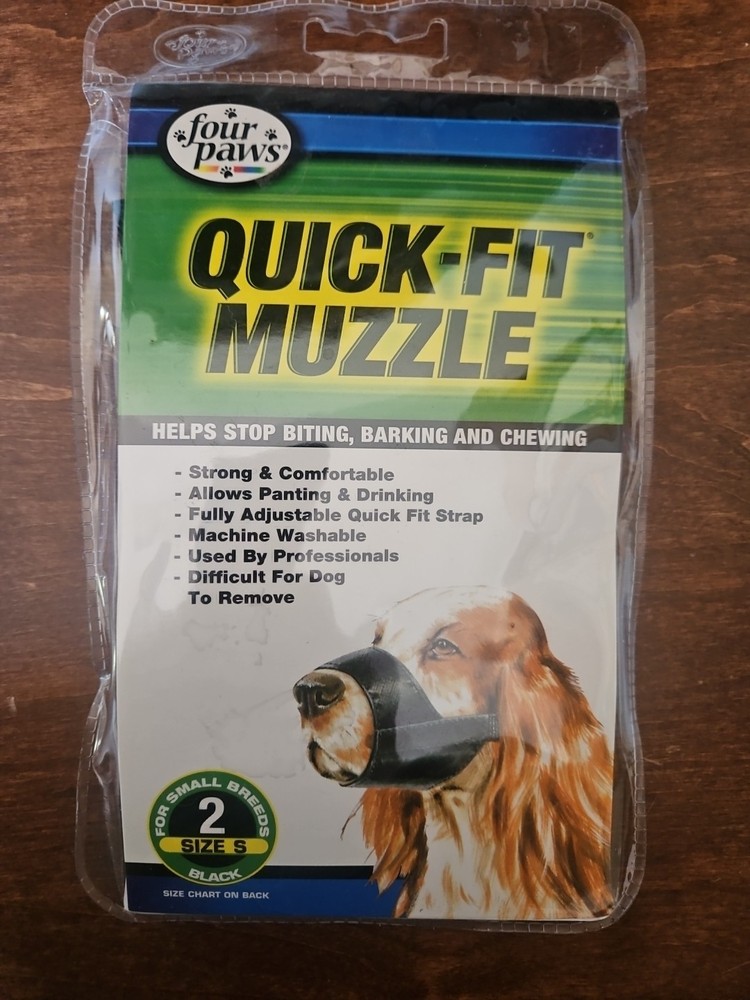 four
paws®
QUICK-FIT®
MUZZLE
HELPS STOP BITING, BARKING AND CHEWING
- Strong & Comfortable
- Allows Panting & Drinking
- Fully Adjustable Quick Fit Strap
- Machine Washable
- Used By Professionals
- Difficult For Dog
To Remove
FOR SMALL BREEDS
2
SIZE S
BLACK
SIZE CHART ON BACK